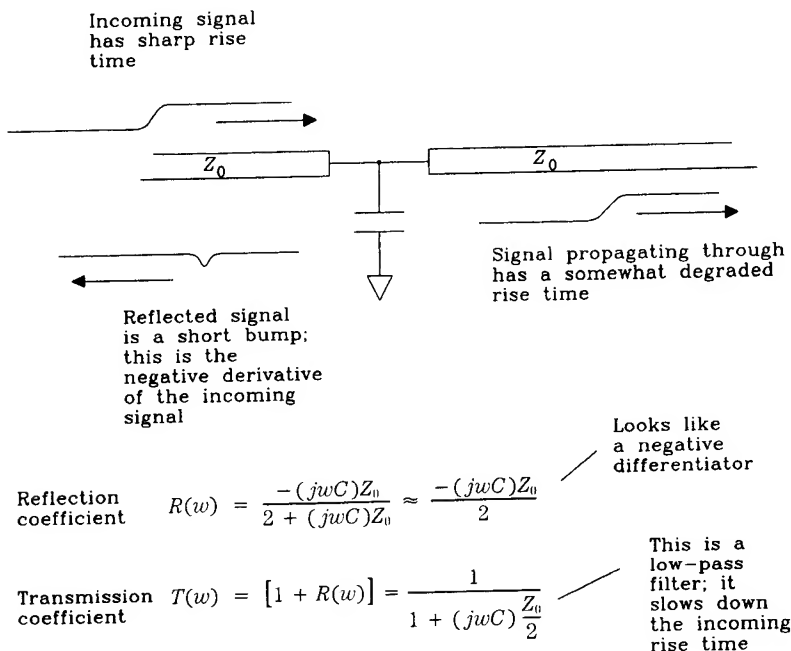 Incoming signal
has sharp rise
time
Z₀
Z₀
Signal propagating through
has a somewhat degraded
rise time
Reflected signal
is a short bump;
this is the
negative derivative
of the incoming
signal
Looks like
a negative
differentiator
Reflection
coefficient
R(w) = -(jwC)Z₀ / 2 + (jwC)Z₀ ≈ -(jwC)Z₀ / 2
This is a
low-pass
filter; it
slows down
the incoming
rise time
Transmission
coefficient
T(w) = [1 + R(w)] = 1 / 1 + (jwC) Z₀/2